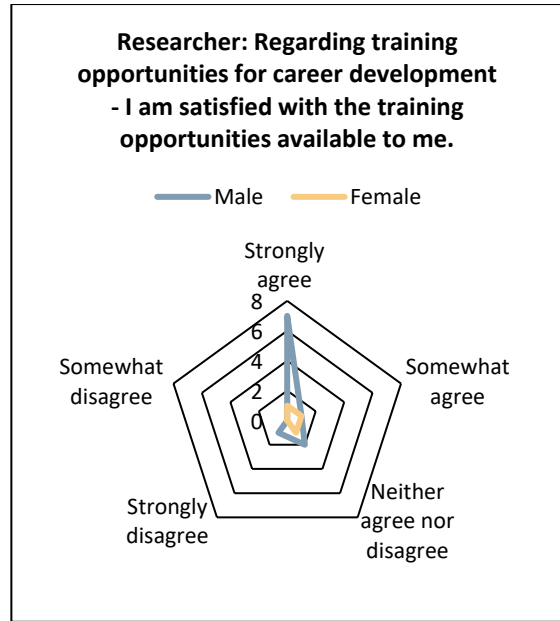 Researcher: Regarding training
opportunities for career development
- I am satisfied with the training
opportunities available to me.
Male
Female
Strongly
agree
8
6
4
2
0
Somewhat
agree
Neither
agree nor
disagree
Strongly
disagree
Somewhat
disagree